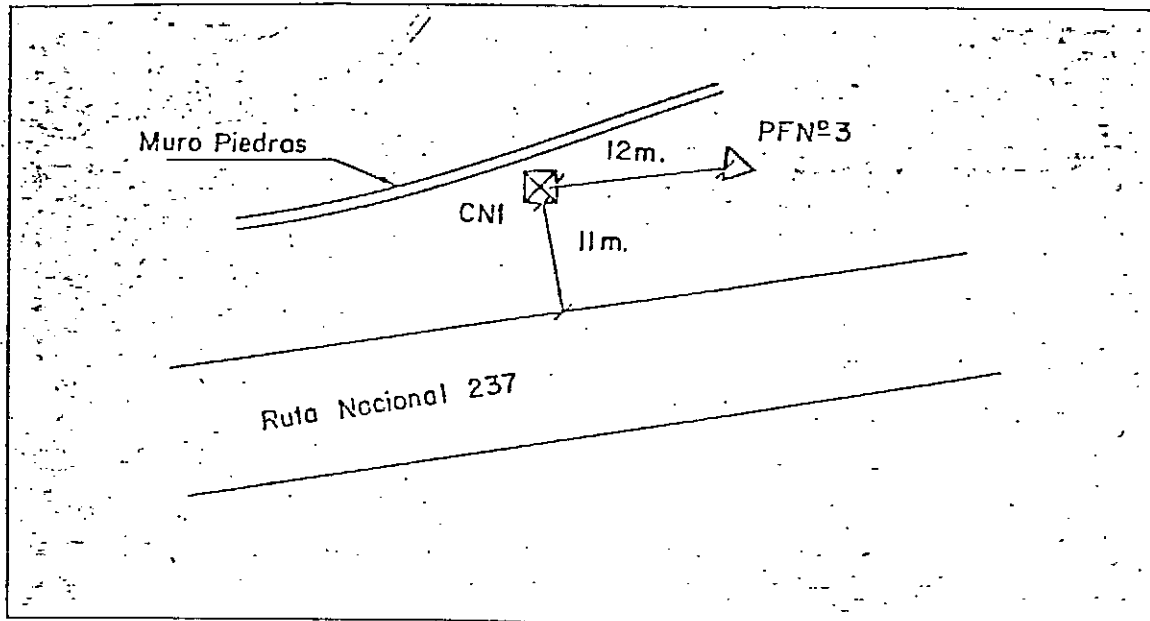 Muro Piedras
PFNº3
12m.
CN1
11m.
Ruta Nacional 237